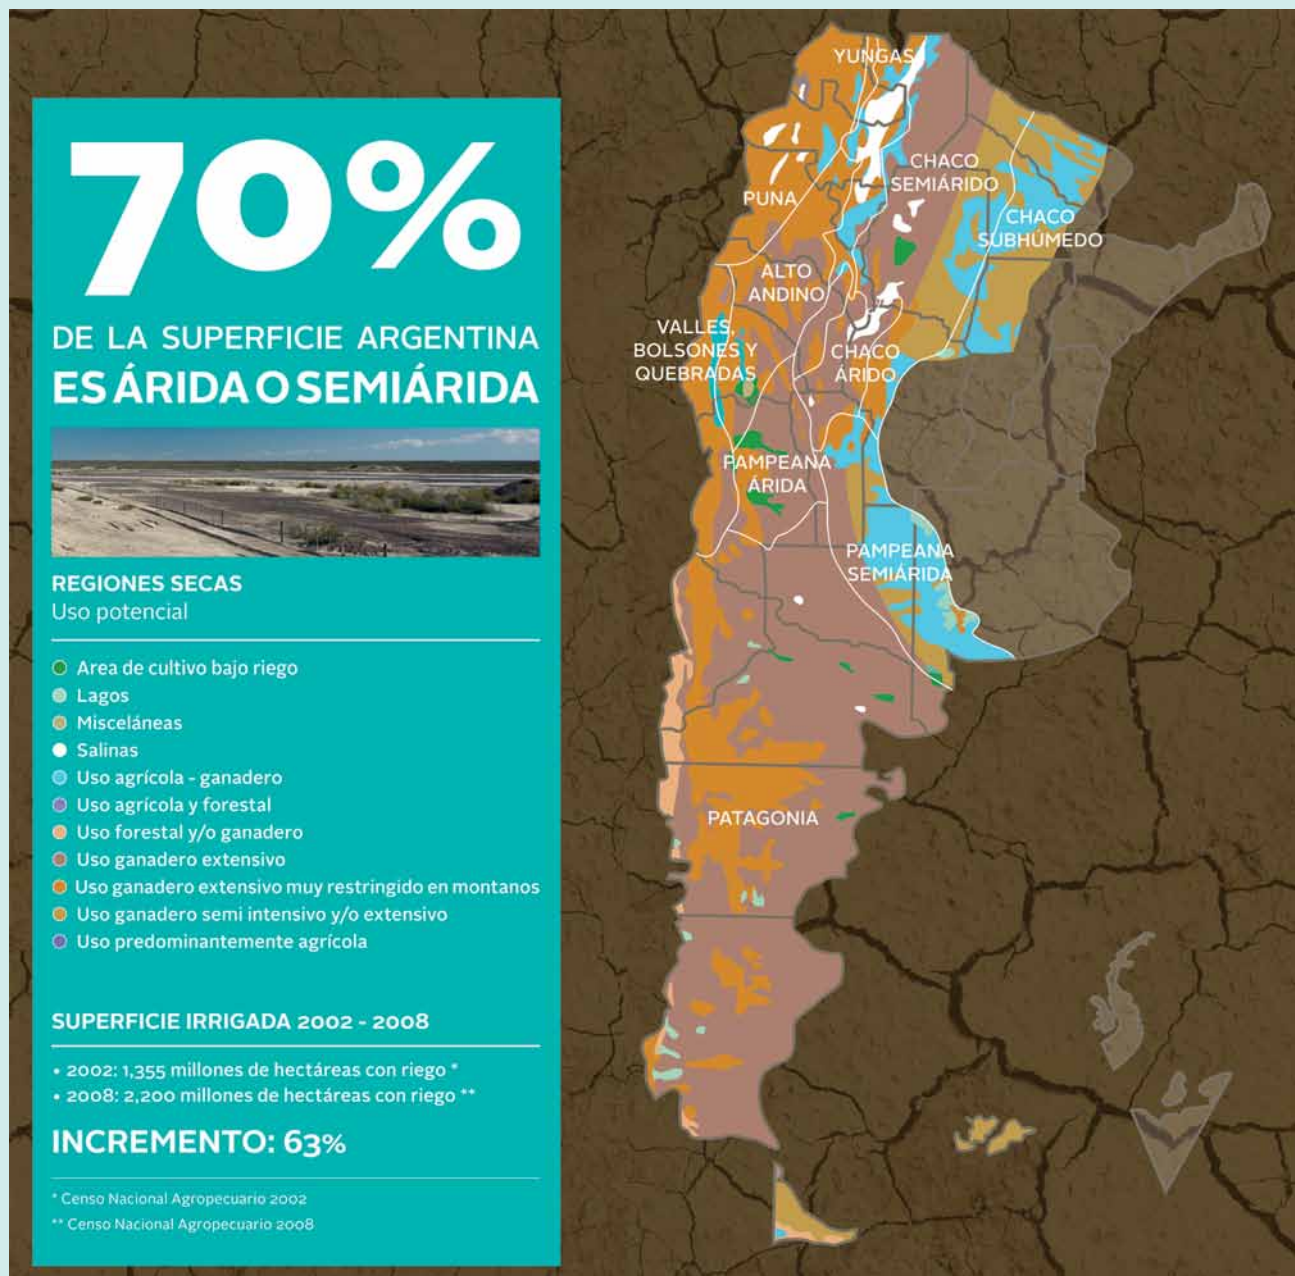 70%
DE LA SUPERFICIE ARGENTINA
ES ÁRIDA O SEMIÁRIDA
REGIONES SECAS
Uso potencial
Area de cultivo bajo riego
Lagos
Misceláneas
Salinas
Uso agrícola - ganadero
Uso agrícola y forestal
Uso forestal y/o ganadero
Uso ganadero extensivo
Uso ganadero extensivo muy restringido en montanos
Uso ganadero semi intensivo y/o extensivo
Uso predominantemente agrícola
SUPERFICIE IRRIGADA 2002 - 2008
• 2002: 1,355 millones de hectáreas con riego *
• 2008: 2,200 millones de hectáreas con riego **
INCREMENTO: 63%
* Censo Nacional Agropecuario 2002
** Censo Nacional Agropecuario 2008
YUNGAS
CHACO
SEMIÁRIDO
PUNA
CHACO
SUBHÚMEDO
ALTO
ANDINO
VALLES,
BOLSONES Y
QUEBRADAS
CHACO
ÁRIDO
PAMPEANA
ÁRIDA
PAMPEANA
SEMIÁRIDA
PATAGONIA